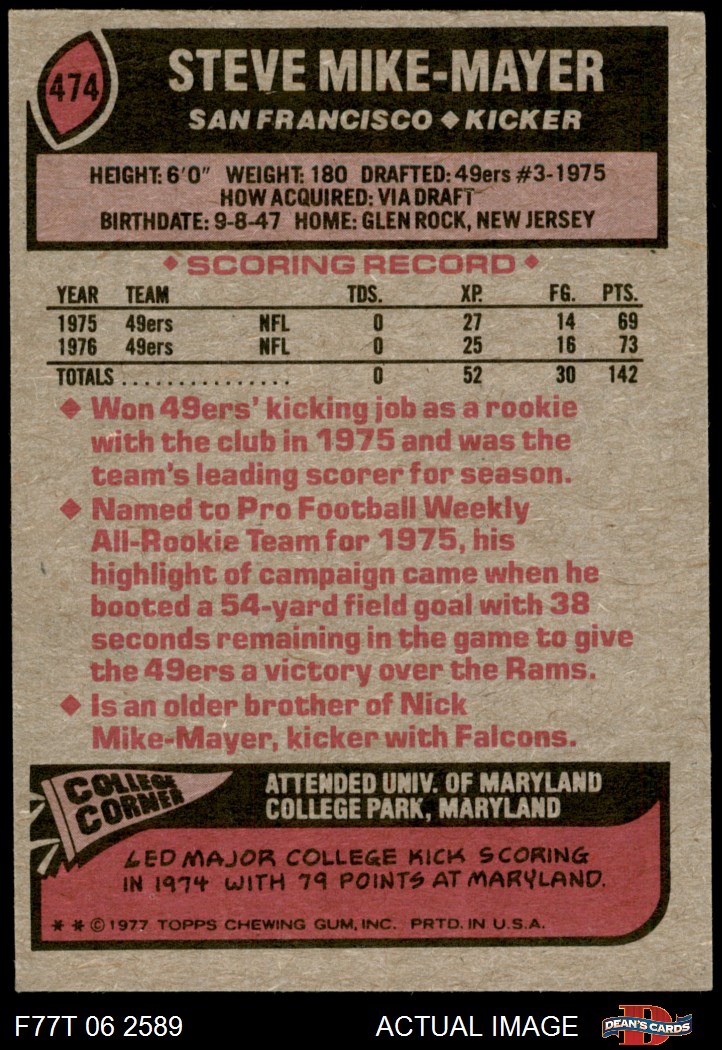 474
STEVE MIKE-MAYER
SAN FRANCISCO ◆ KICKER
HEIGHT: 6'0" WEIGHT: 180 DRAFTED: 49ers #3-1975
HOW ACQUIRED: VIA DRAFT
BIRTHDATE: 9-8-47 HOME: GLEN ROCK, NEW JERSEY
◆ SCORING RECORD ◆
YEAR TEAM TDS. XP. FG. PTS.
1975 49ers NFL 0 27 14 69
1976 49ers NFL 0 25 16 73
TOTALS . . . . . . . . . . . . . . . 0 52 30 142
◆ Won 49ers' kicking job as a rookie
with the club in 1975 and was the
team's leading scorer for season.
◆ Named to Pro Football Weekly
All-Rookie Team for 1975, his
highlight of campaign came when he
booted a 54-yard field goal with 38
seconds remaining in the game to give
the 49ers a victory over the Rams.
◆ Is an older brother of Nick
Mike-Mayer, kicker with Falcons.
COLLEGE
CORNER
ATTENDED UNIV. OF MARYLAND
COLLEGE PARK, MARYLAND
LED MAJOR COLLEGE KICK SCORING
IN 1974 WITH 79 POINTS AT MARYLAND.
* * © 1977 TOPPS CHEWING GUM, INC. PRTD. IN U.S.A.
F77T 06 2589 ACTUAL IMAGE
D
DEAN'S CARDS